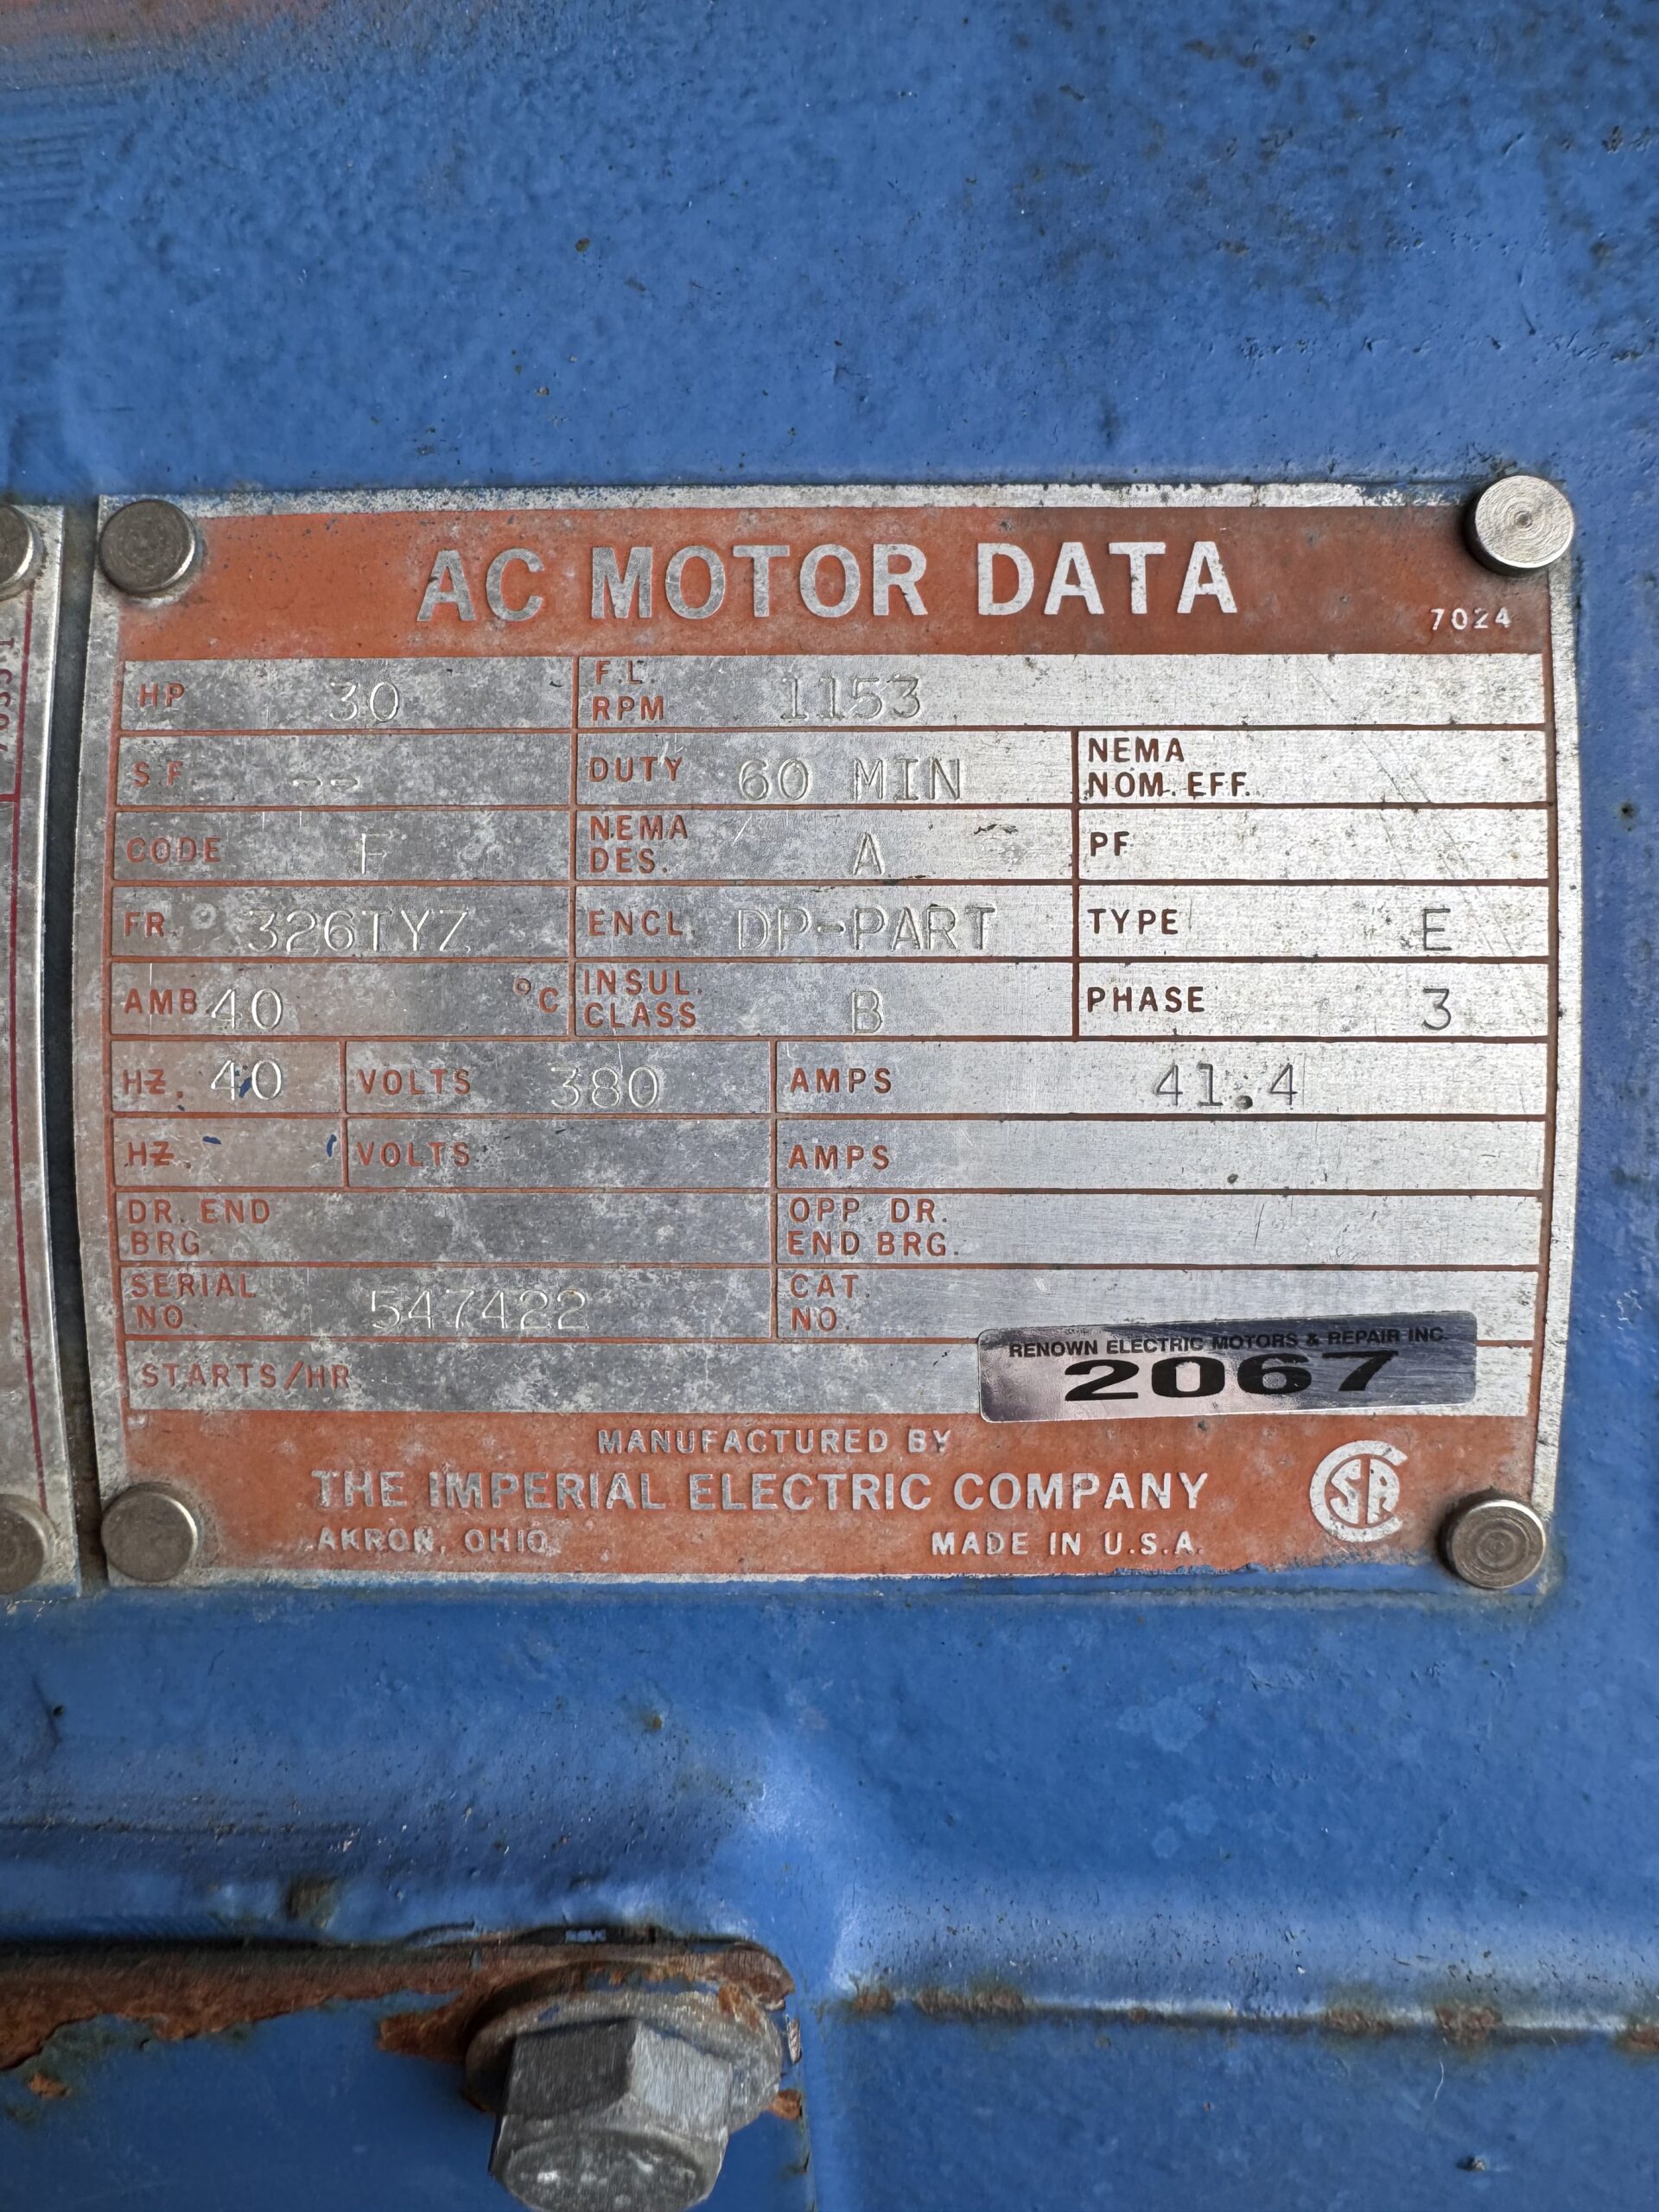 AC MOTOR DATA
7024
HP 30 F.L. RPM 1153
S.F. -- DUTY 60 MIN NEMA NOM. EFF.
CODE F NEMA DES. A PF
FR. 326TYZ ENCL. DP-PART TYPE E
AMB 40 °C INSUL. CLASS B PHASE 3
HZ. 40 VOLTS 380 AMPS 41.4
HZ VOLTS AMPS
DR. END BRG. OPP. DR. END BRG.
SERIAL NO. 547422 CAT. NO.
STARTS/HR
RENOWN ELECTRIC MOTORS & REPAIR INC.
2067
MANUFACTURED BY
THE IMPERIAL ELECTRIC COMPANY
AKRON, OHIO MADE IN U.S.A.
CSA